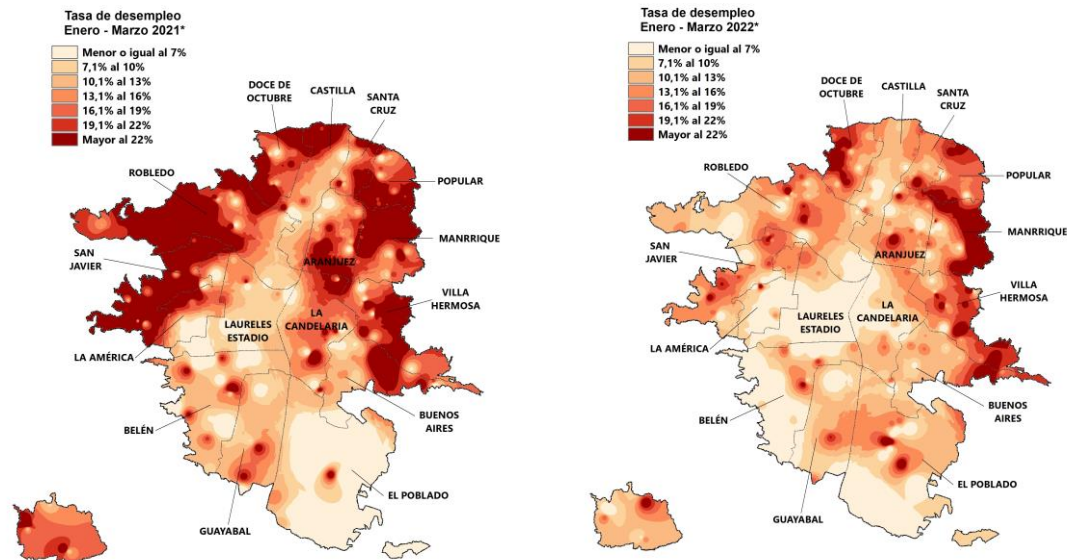 Tasa de desempleo
Enero - Marzo 2021*
Menor o igual al 7%
7,1% al 10%
10,1% al 13%
13,1% al 16%
16,1% al 19%
19,1% al 22%
Mayor al 22%
DOCE DE
OCTUBRE
CASTILLA
SANTA
CRUZ
ROBLEDO
POPULAR
SAN
JAVIER
MANRRIQUE
ARANJUEZ
VILLA
HERMOSA
LA
CANDELARIA
LAURELES
ESTADIO
LA AMÉRICA
BUENOS
AIRES
BELÉN
EL POBLADO
GUAYABAL
Tasa de desempleo
Enero - Marzo 2022*
Menor o igual al 7%
7,1% al 10%
10,1% al 13%
13,1% al 16%
16,1% al 19%
19,1% al 22%
Mayor al 22%
DOCE DE
OCTUBRE
CASTILLA
SANTA
CRUZ
ROBLEDO
POPULAR
MANRRIQUE
SAN
JAVIER
ARANJUEZ
VILLA
HERMOSA
LA
CANDELARIA
LAURELES
ESTADIO
LA AMÉRICA
BUENOS
AIRES
BELÉN
EL POBLADO
GUAYABAL